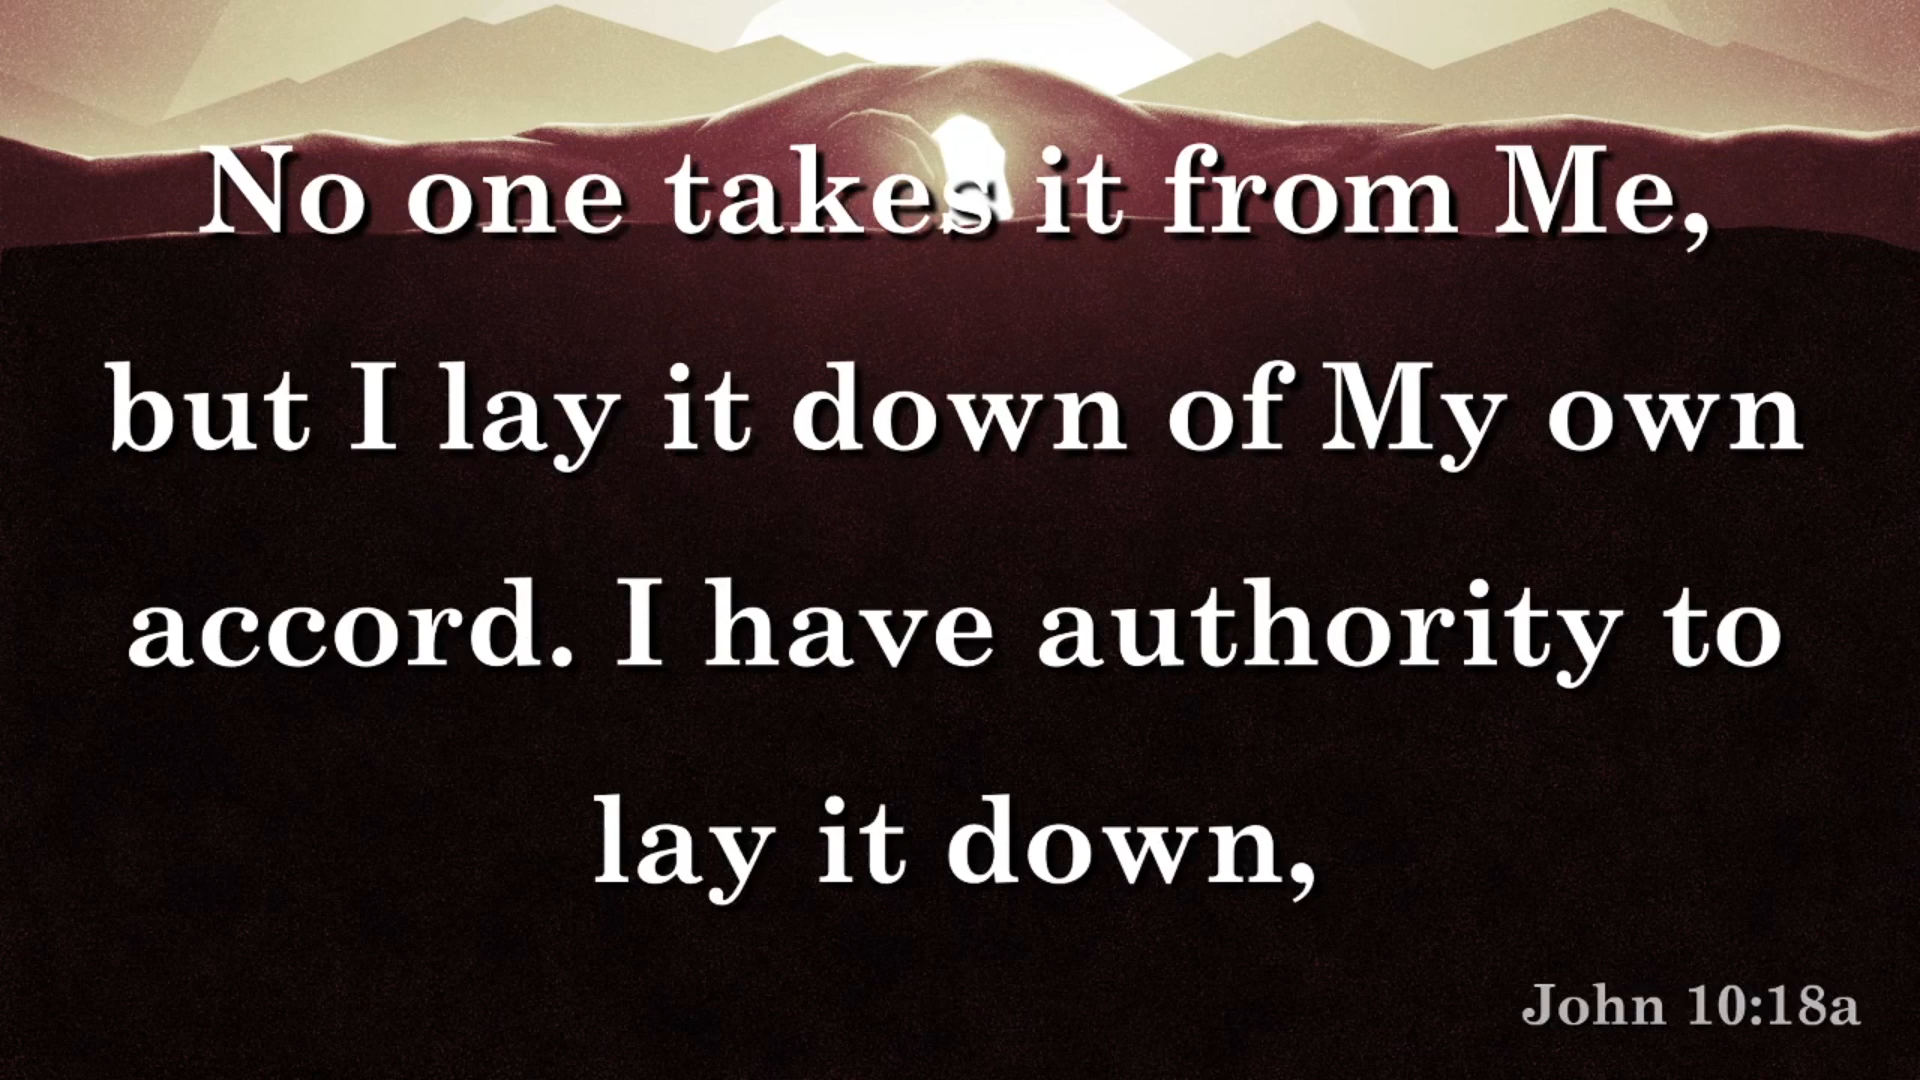 No one takes it from Me,
but I lay it down of My own
accord. I have authority to
lay it down,
John 10:18a